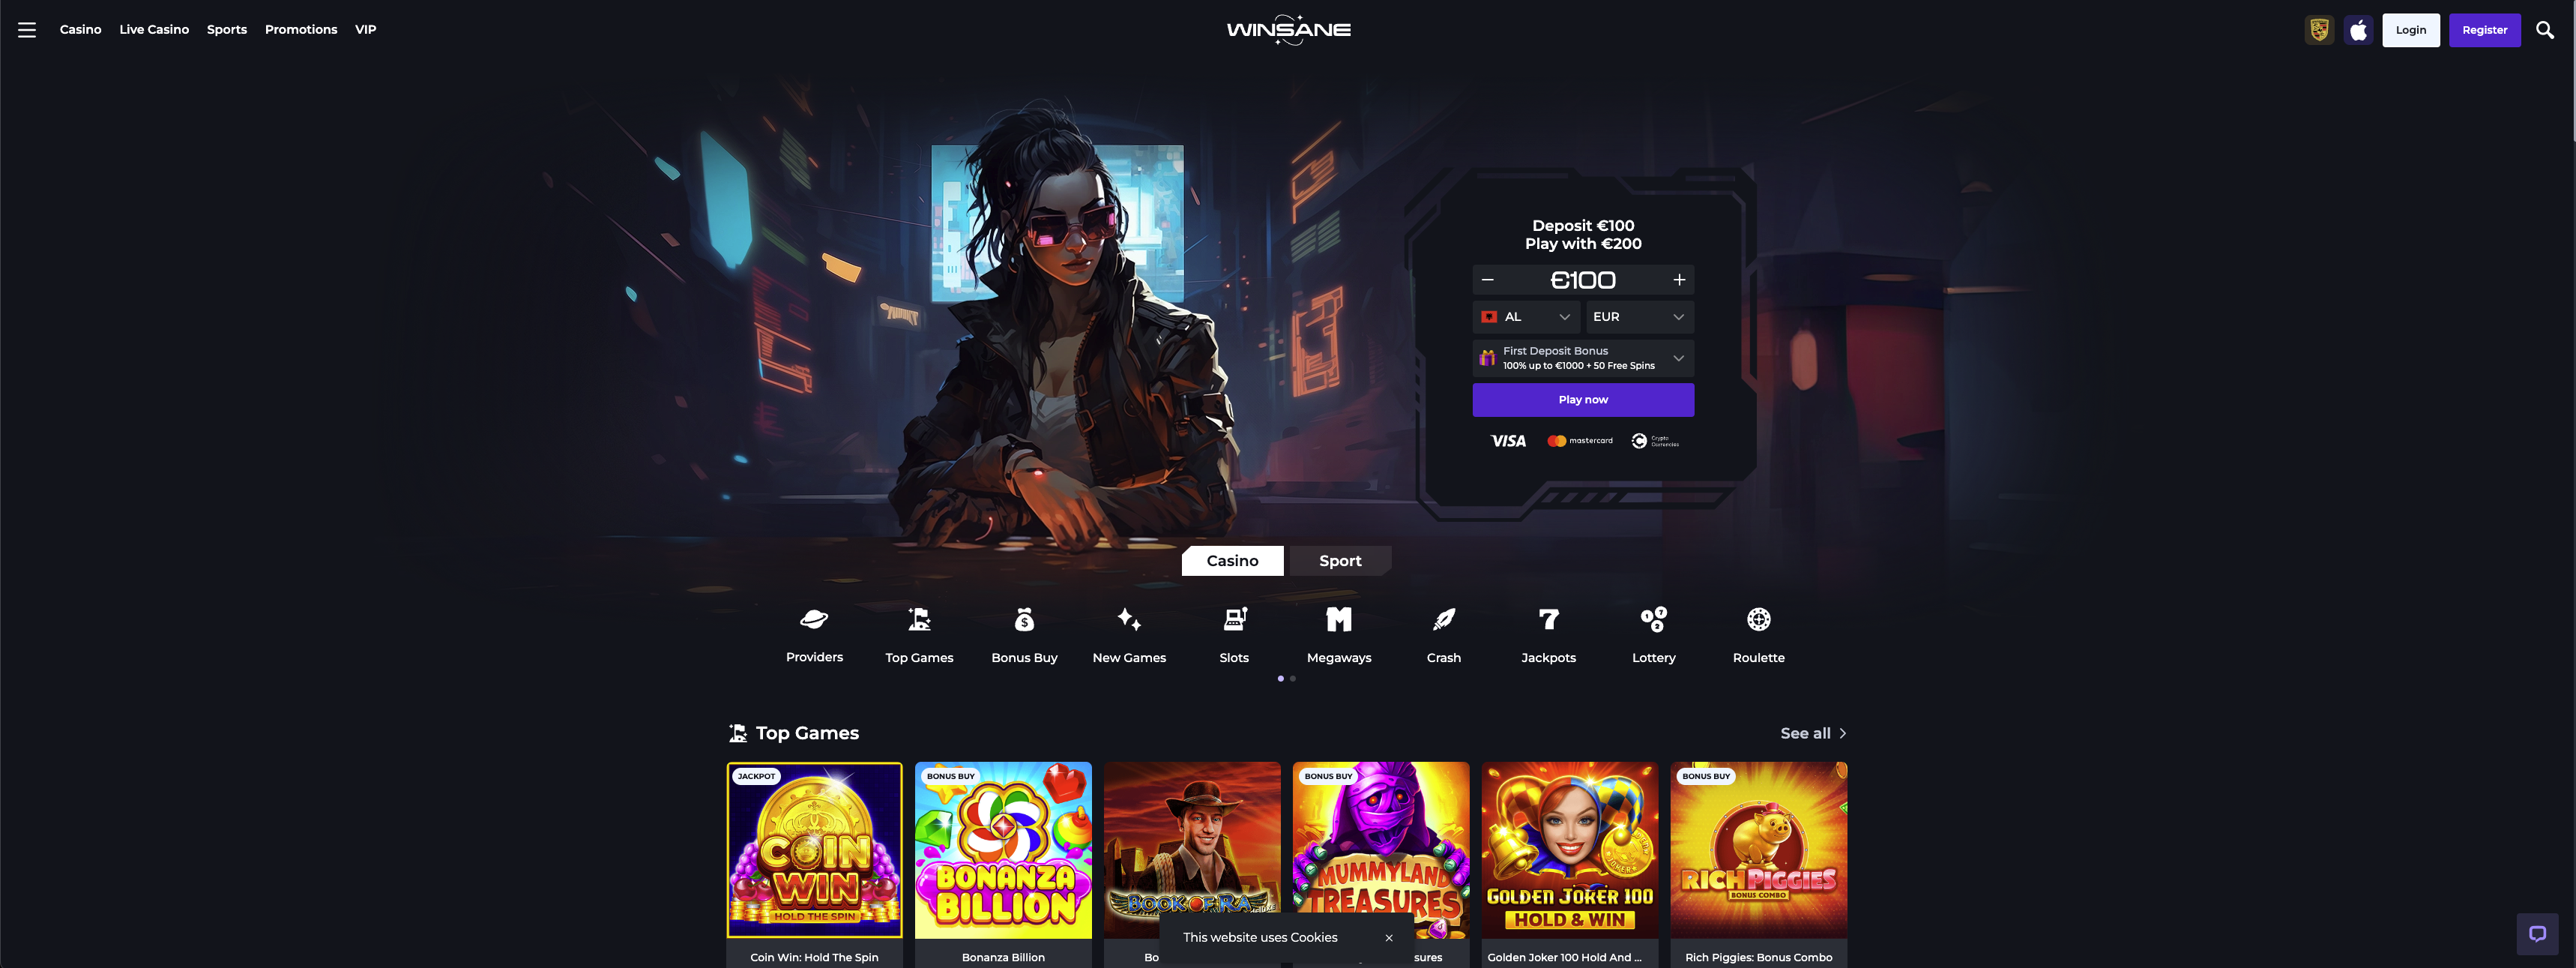 Casino
Live Casino
Sports
Promotions
VIP
WINSANE
Login
Register
Deposit €100
Play with €200
€100
AL
EUR
First Deposit Bonus
100% up to €1000 + 50 Free Spins
Play now
VISA
mastercard
Crypto
Currencies
Casino
Sport
Providers
Top Games
Bonus Buy
New Games
Slots
Megaways
Crash
Jackpots
Lottery
Roulette
Top Games
See all
JACKPOT
COIN
WIN
HOLD THE SPIN
BONUS BUY
BONANZA
BILLION
BOOK OF RA
BONUS BUY
MUMMYLAND
TREASURES
GOLDEN JOKER 100
HOLD & WIN
BONUS BUY
RICH PIGGIES
BONUS COMBO
This website uses Cookies
Coin Win: Hold The Spin
Bonanza Billion
Bo
sures
Golden Joker 100 Hold And ...
Rich Piggies: Bonus Combo